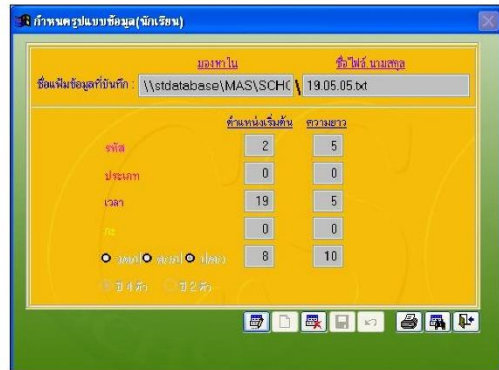 กำหนดรูปแบบข้อมูล(นักเรียน)
มองหาใน ชื่อไฟล์.นามสกุล
ชื่อแฟ้มข้อมูลที่บันทึก : \\stdatabase\MAS\SCHC \ 19.05.05.txt
ตำแหน่งเริ่มต้น ความยาว
รหัส 2 5
ประเภท 0 0
เวลา 19 5
0 0
8 10
ปี 4 ตัว ปี 2 ตัว